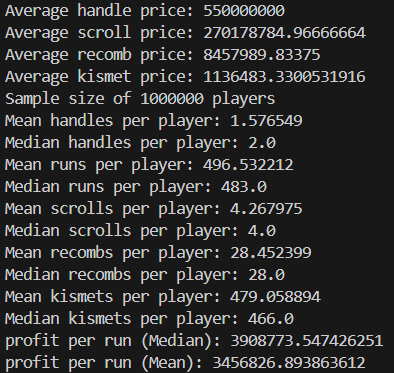 Average handle price: 550000000
Average scroll price: 270178784.96666664
Average recomb price: 8457989.83375
Average kismet price: 1136483.3300531916
Sample size of 1000000 players
Mean handles per player: 1.576549
Median handles per player: 2.0
Mean runs per player: 496.532212
Median runs per player: 483.0
Mean scrolls per player: 4.267975
Median scrolls per player: 4.0
Mean recombs per player: 28.452399
Median recombs per player: 28.0
Mean kismets per player: 479.058894
Median kismets per player: 466.0
profit per run (Median): 3908773.547426251
profit per run (Mean): 3456826.893863612